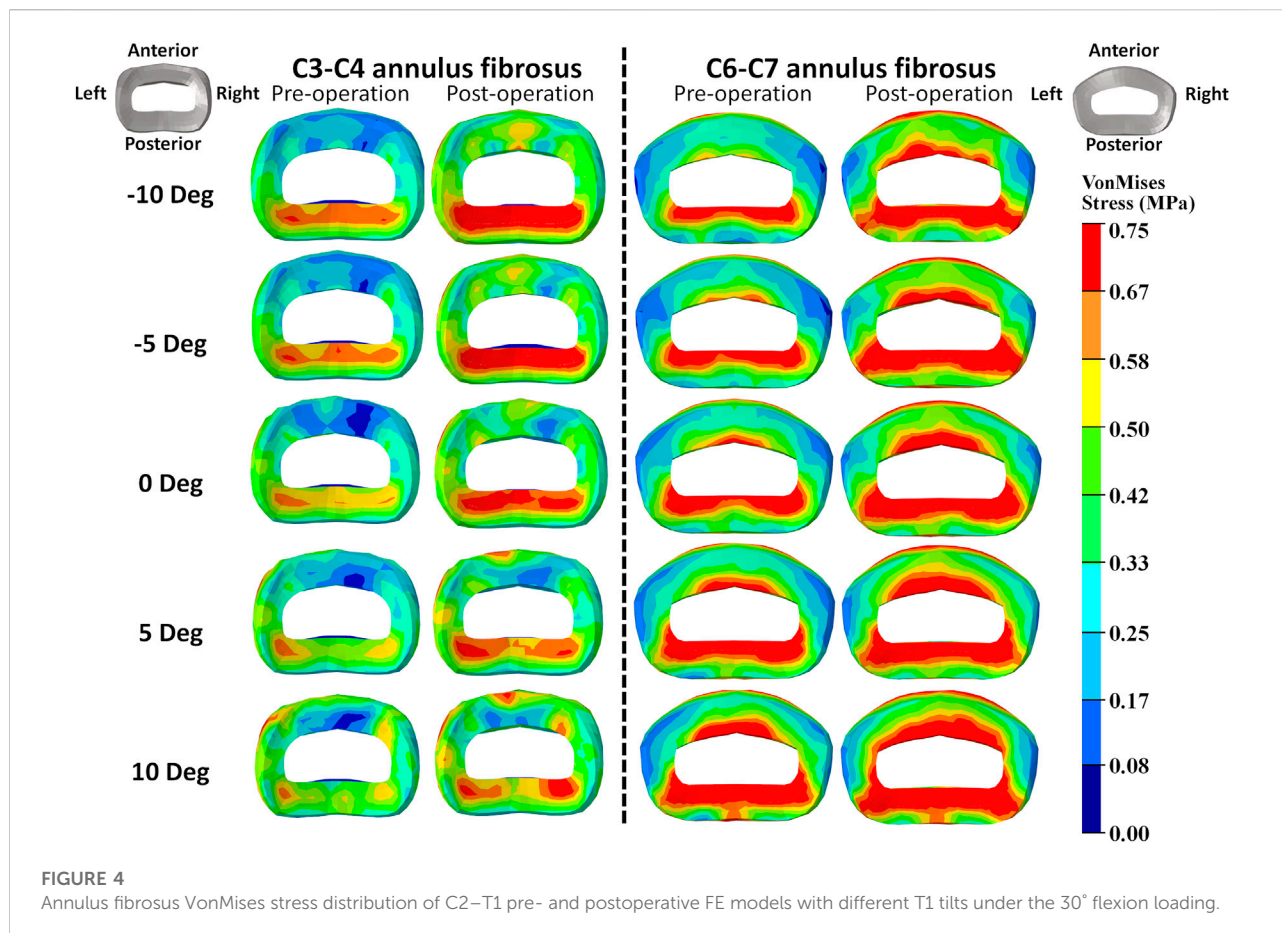 Anterior
Left
Right
Posterior
C3-C4 annulus fibrosus
Pre-operation
Post-operation
C6-C7 annulus fibrosus
Pre-operation
Post-operation
Anterior
Left
Right
Posterior
-10 Deg
-5 Deg
0 Deg
5 Deg
10 Deg
VonMises
Stress (MPa)
0.75
0.67
0.58
0.50
0.42
0.33
0.25
0.17
0.08
0.00
FIGURE 4
Annulus fibrosus VonMises stress distribution of C2–T1 pre- and postoperative FE models with different T1 tilts under the 30° flexion loading.